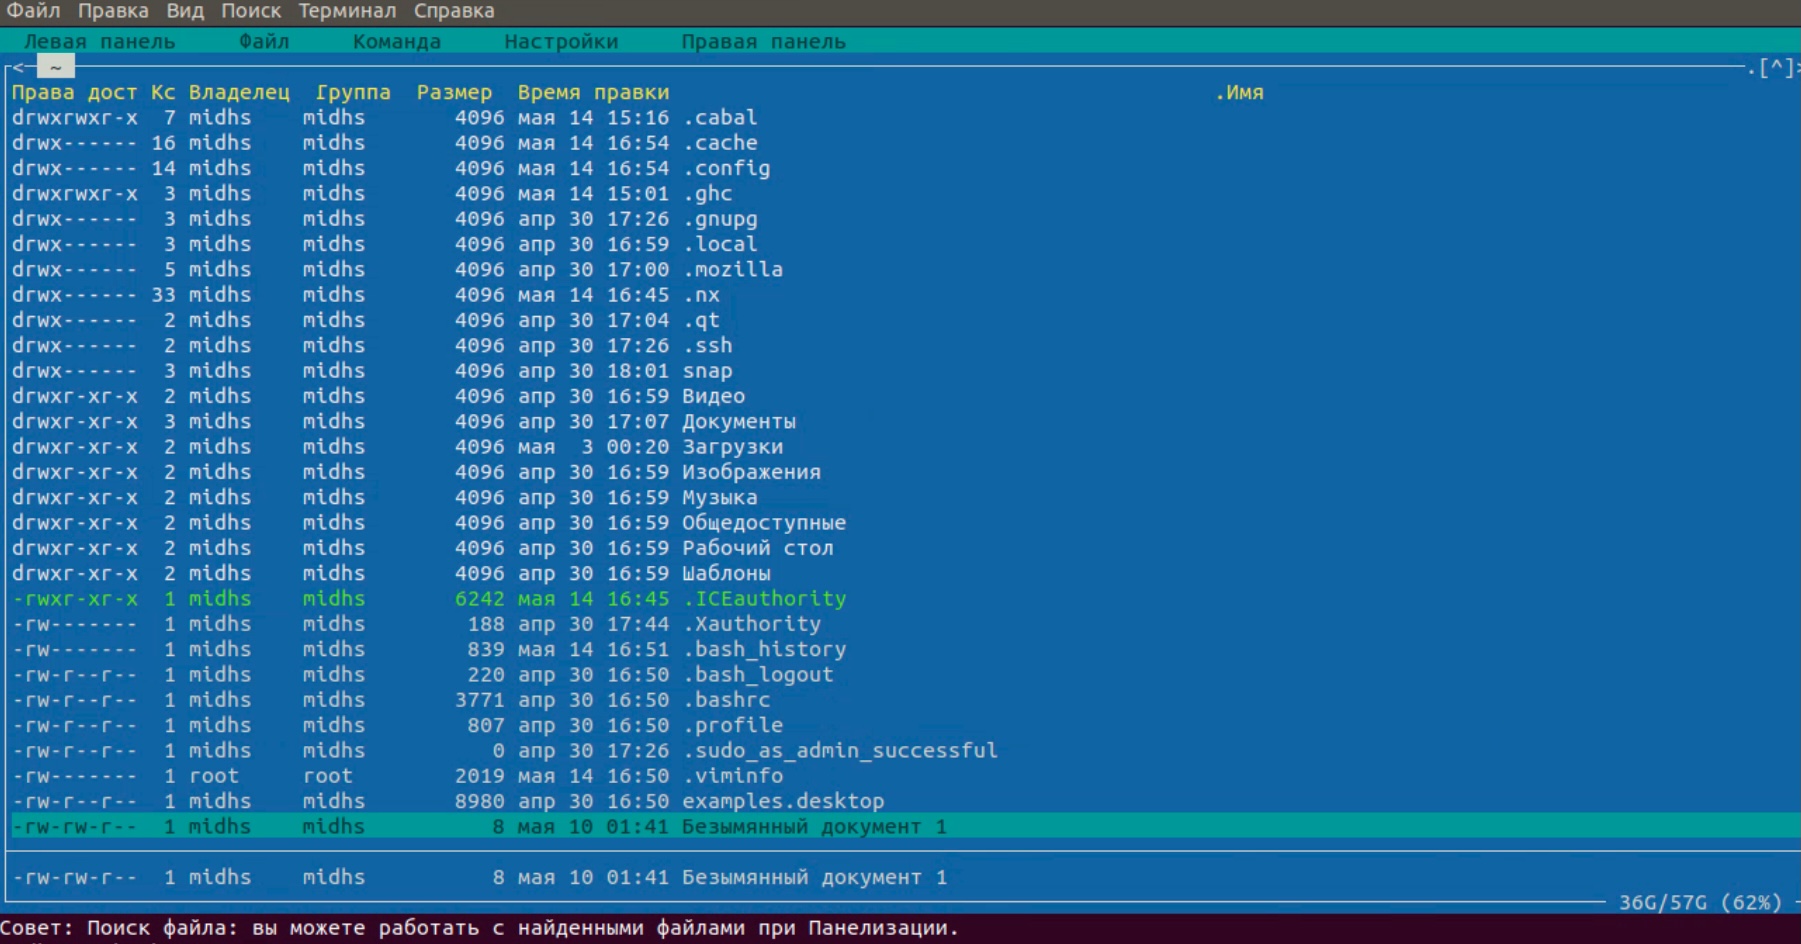 Файл Правка Вид Поиск Терминал Справка
Левая панель Файл Команда Настройки Правая панель
<- ~ .[^]>
Права дост Кс Владелец Группа Размер Время правки .Имя
drwxrwxr-x 7 midhs midhs 4096 мая 14 15:16 .cabal
drwx------ 16 midhs midhs 4096 мая 14 16:54 .cache
drwx------ 14 midhs midhs 4096 мая 14 16:54 .config
drwxrwxr-x 3 midhs midhs 4096 мая 14 15:01 .ghc
drwx------ 3 midhs midhs 4096 апр 30 17:26 .gnupg
drwx------ 3 midhs midhs 4096 апр 30 16:59 .local
drwx------ 5 midhs midhs 4096 апр 30 17:00 .mozilla
drwx------ 33 midhs midhs 4096 мая 14 16:45 .nx
drwx------ 2 midhs midhs 4096 апр 30 17:04 .qt
drwx------ 2 midhs midhs 4096 апр 30 17:26 .ssh
drwx------ 3 midhs midhs 4096 апр 30 18:01 snap
drwxr-xr-x 2 midhs midhs 4096 апр 30 16:59 Видео
drwxr-xr-x 3 midhs midhs 4096 апр 30 17:07 Документы
drwxr-xr-x 2 midhs midhs 4096 мая 3 00:20 Загрузки
drwxr-xr-x 2 midhs midhs 4096 апр 30 16:59 Изображения
drwxr-xr-x 2 midhs midhs 4096 апр 30 16:59 Музыка
drwxr-xr-x 2 midhs midhs 4096 апр 30 16:59 Общедоступные
drwxr-xr-x 2 midhs midhs 4096 апр 30 16:59 Рабочий стол
drwxr-xr-x 2 midhs midhs 4096 апр 30 16:59 Шаблоны
-rwxr-xr-x 1 midhs midhs 6242 мая 14 16:45 .ICEauthority
-rw------- 1 midhs midhs 188 апр 30 17:44 .Xauthority
-rw------- 1 midhs midhs 839 мая 14 16:51 .bash_history
-rw-r--r-- 1 midhs midhs 220 апр 30 16:50 .bash_logout
-rw-r--r-- 1 midhs midhs 3771 апр 30 16:50 .bashrc
-rw-r--r-- 1 midhs midhs 807 апр 30 16:50 .profile
-rw-r--r-- 1 midhs midhs 0 апр 30 17:26 .sudo_as_admin_successful
-rw------- 1 root root 2019 мая 14 16:50 .viminfo
-rw-r--r-- 1 midhs midhs 8980 апр 30 16:50 examples.desktop
-rw-rw-r-- 1 midhs midhs 8 мая 10 01:41 Безымянный документ 1
-rw-rw-r-- 1 midhs midhs 8 мая 10 01:41 Безымянный документ 1
36G/57G (62%)
Совет: Поиск файла: вы можете работать с найденными файлами при Панелизации.